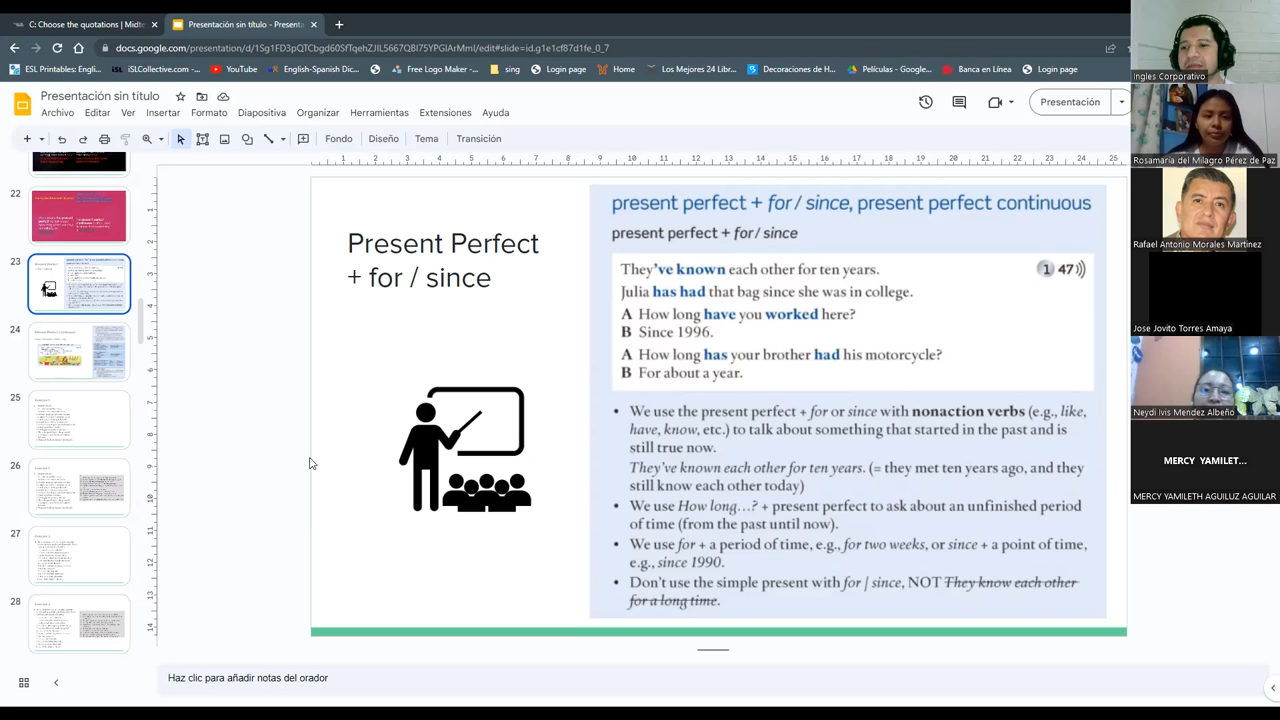 C: Choose the quotations | Midte
Presentación sin título - Present
docs.google.com/presentation/d/1Sg1FD3pQTCbgd60SfTqehZJIL5667QBI75YPGIArMmI/edit#slide=id.g1e1cf87d1fe_0_7
ESL Printables: Engli...
iSLCollective.com -...
YouTube
English-Spanish Dic...
Free Logo Maker -...
sing
Login page
Home
Los Mejores 24 Libr...
Decoraciones de H...
Películas - Google...
Banca en Línea
Login page
Presentación sin título
Archivo Editar Ver Insertar Formato Diapositiva Organizar Herramientas Extensiones Ayuda
Presentación
Fondo Diseño Tema Transición
22
23
24
25
26
27
28
Present Perfect
+ for / since
present perfect + for / since, present perfect continuous
present perfect + for / since
They've known each other for ten years.
1 47
Julia has had that bag since she was in college.
A How long have you worked here?
B Since 1996.
A How long has your brother had his motorcycle?
B For about a year.
• We use the present perfect + for or since with nonaction verbs (e.g., like,
have, know, etc.) to talk about something that started in the past and is
still true now.
They've known each other for ten years. (= they met ten years ago, and they
still know each other today)
• We use How long...? + present perfect to ask about an unfinished period
of time (from the past until now).
• We use for + a period of time, e.g., for two weeks, or since + a point of time,
e.g., since 1990.
• Don't use the simple present with for / since, NOT They know each other
for a long time.
Haz clic para añadir notas del orador
Ingles Corporativo
Rosamaría del Milagro Pérez de Paz
Rafael Antonio Morales Martinez
Jose Jovito Torres Amaya
Neydi Ivis Mendez Albeño
MERCY YAMILET...
MERCY YAMILETH AGUILUZ AGUILAR